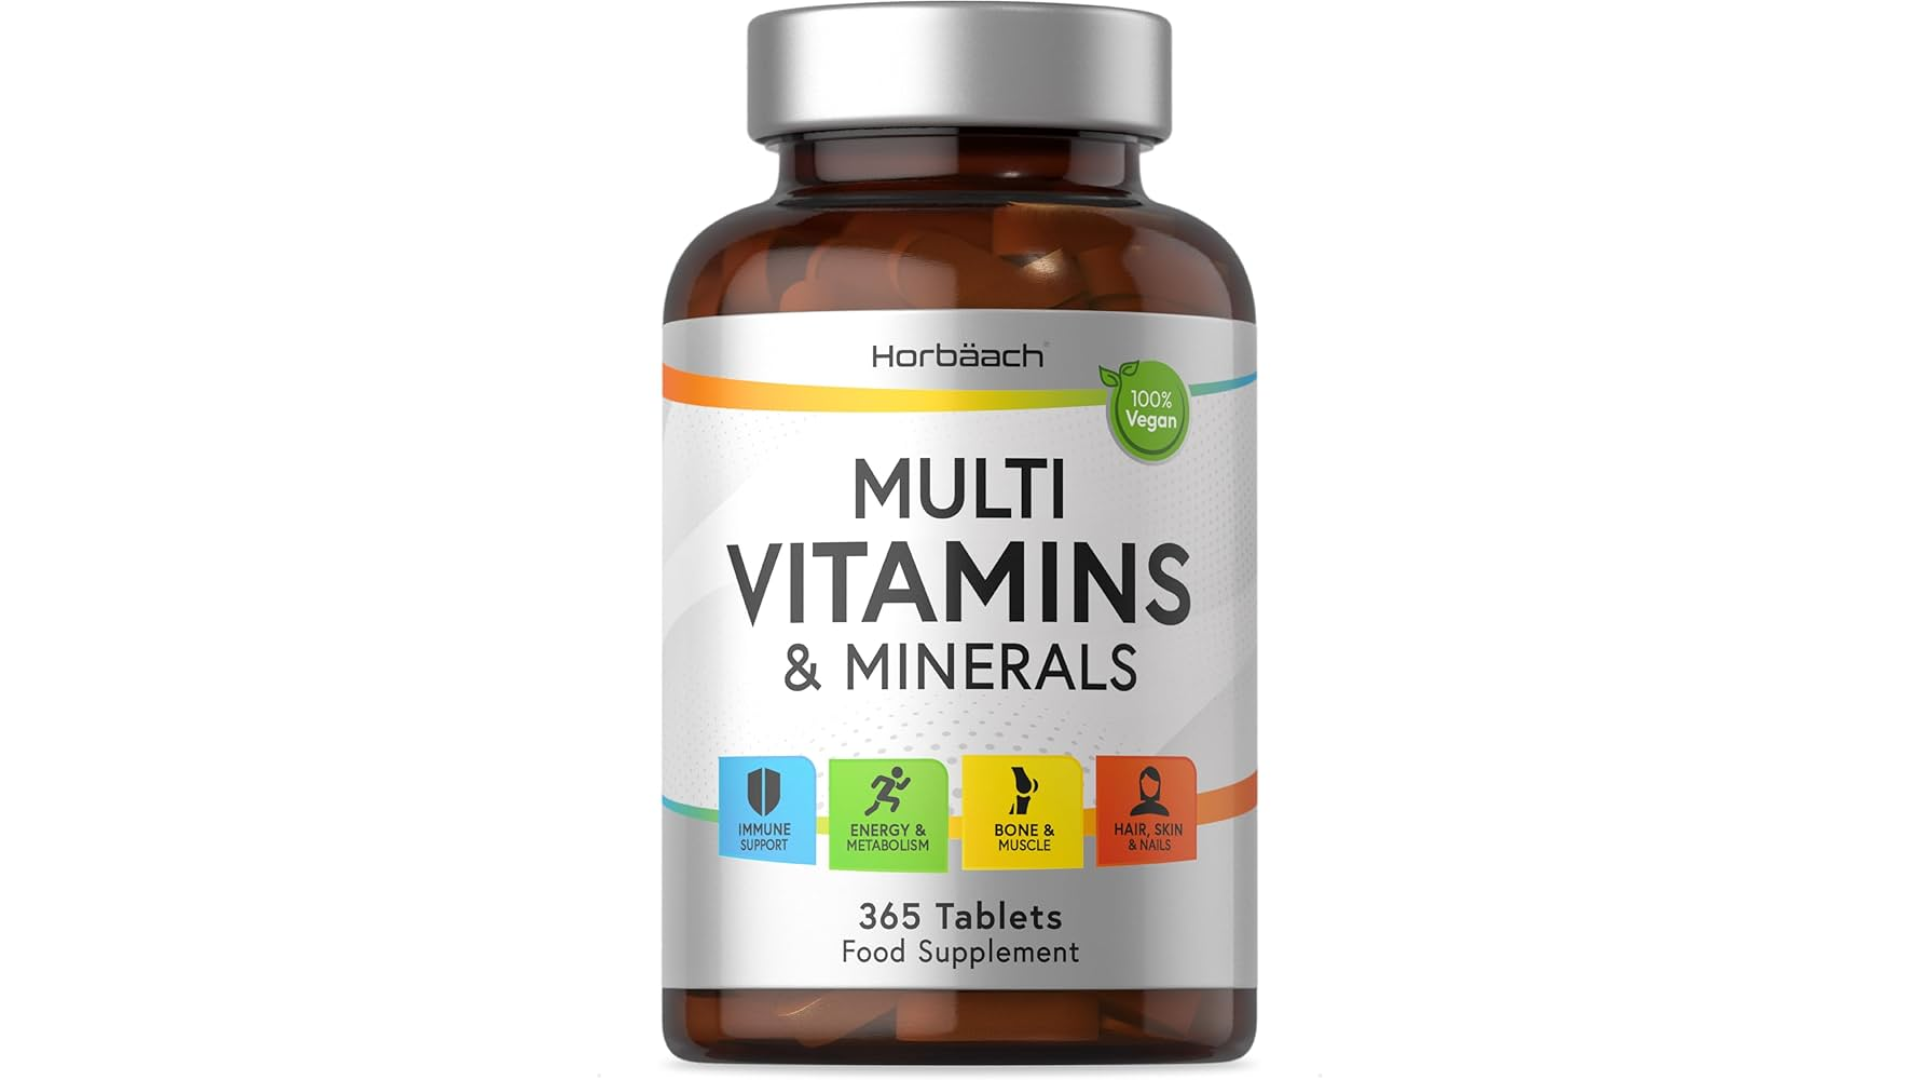 Horbäach
100%
Vegan
MULTI
VITAMINS
& MINERALS
IMMUNE
SUPPORT
ENERGY &
METABOLISM
BONE &
MUSCLE
HAIR, SKIN
& NAILS
365 Tablets
Food Supplement